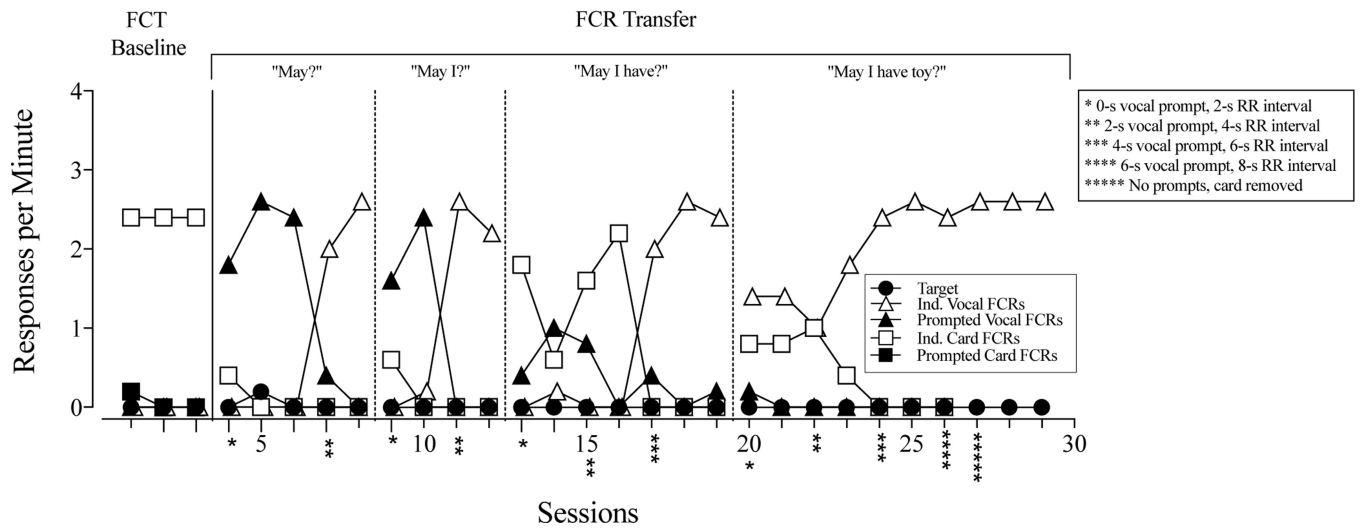 FCT
Baseline
FCR Transfer
"May?"
"May I?"
"May I have?"
"May I have toy?"
4
3
2
1
0
Responses per Minute
* 0-s vocal prompt, 2-s RR interval
** 2-s vocal prompt, 4-s RR interval
*** 4-s vocal prompt, 6-s RR interval
**** 6-s vocal prompt, 8-s RR interval
***** No prompts, card removed
Target
Ind. Vocal FCRs
Prompted Vocal FCRs
Ind. Card FCRs
Prompted Card FCRs
5 10 15 20 25 30
* ** * ** * ** *** * ** *** **** *****
Sessions